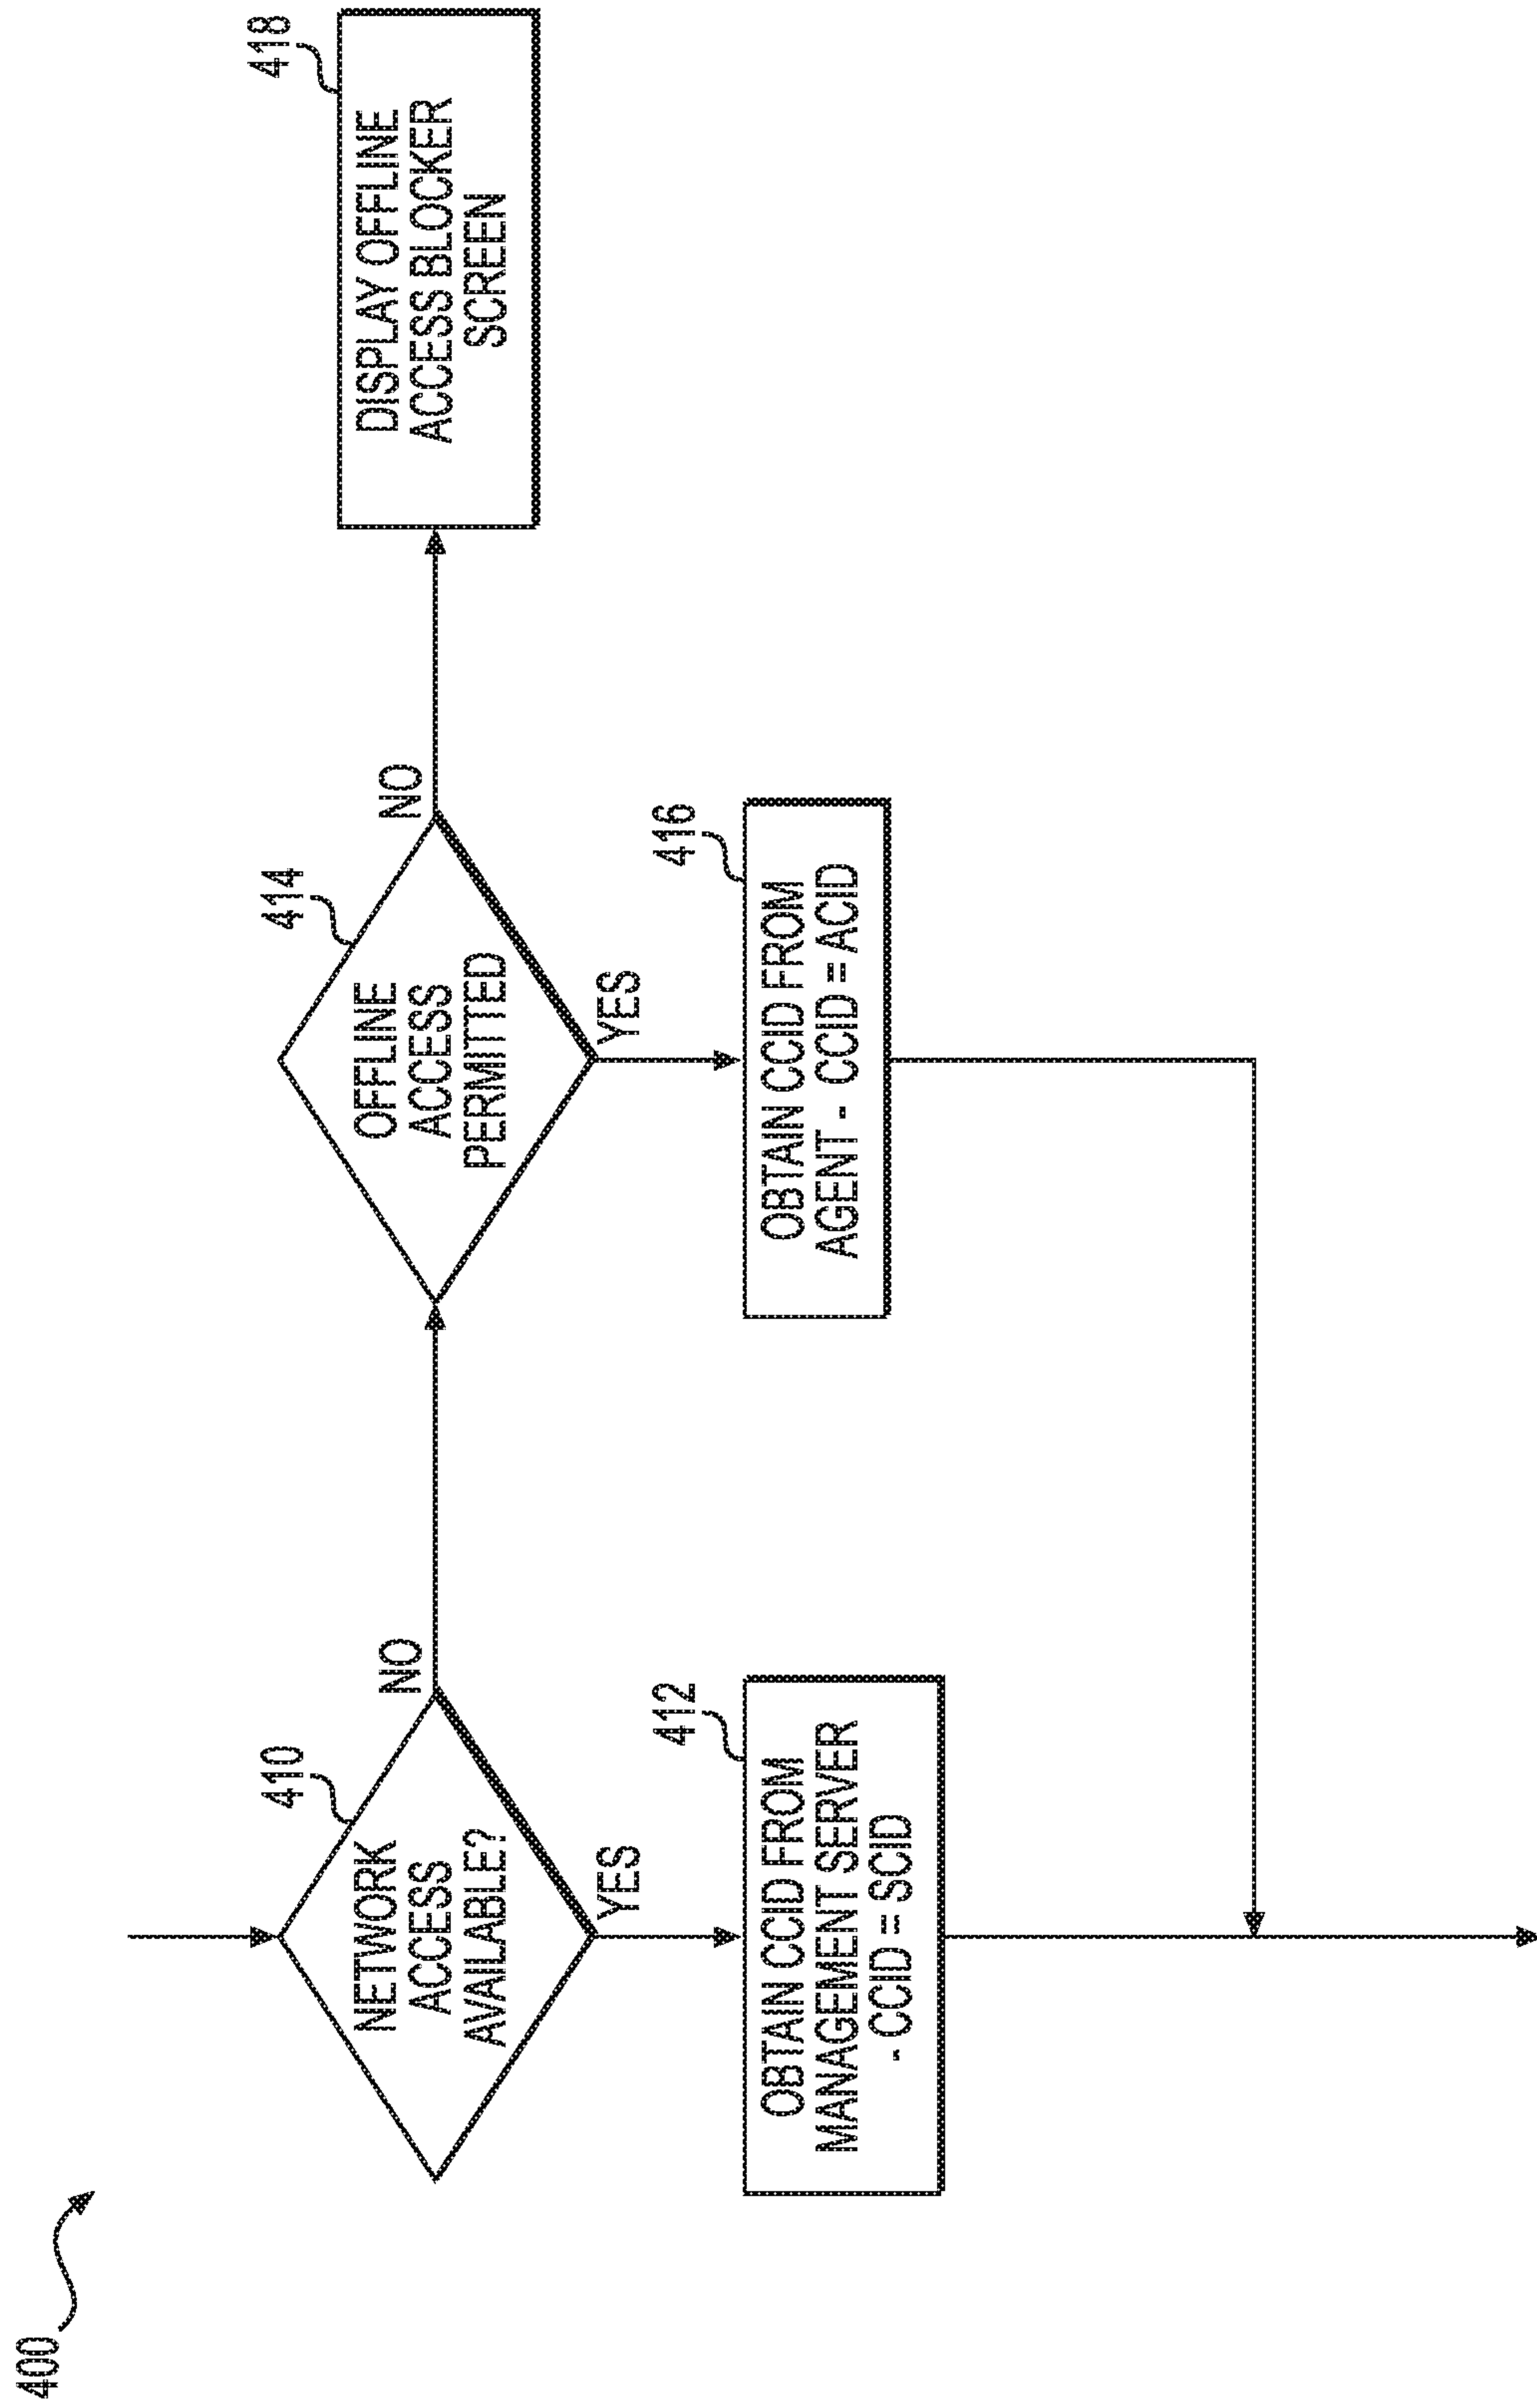 400
410
NETWORK
ACCESS
AVAILABLE?
NO
YES
412
OBTAIN CCID FROM
MANAGEMENT SERVER
- CCID = SCID
414
OFFLINE
ACCESS
PERMITTED
NO
YES
416
OBTAIN CCID FROM
AGENT - CCID = ACID
418
DISPLAY OFFLINE
ACCESS BLOCKER
SCREEN